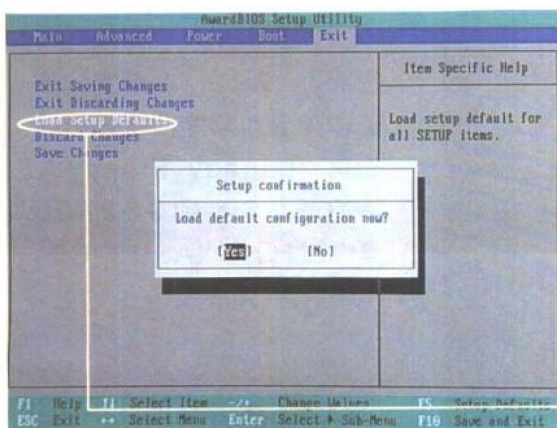 AwardBIOS Setup Utility
Main Advanced Power Boot Exit
Exit Saving Changes
Exit Discarding Changes
Load Setup Defaults
Discard Changes
Save Changes
Item Specific Help
Load setup default for
all SETUP items.
Setup confirmation
Load default configuration now?
[Yes] [No]
F1 Help ↑↓ Select Item -/+ Change Values F5 Setup Defaults
ESC Exit ↔ Select Menu Enter Select ▶ Sub-Menu F10 Save and Exit